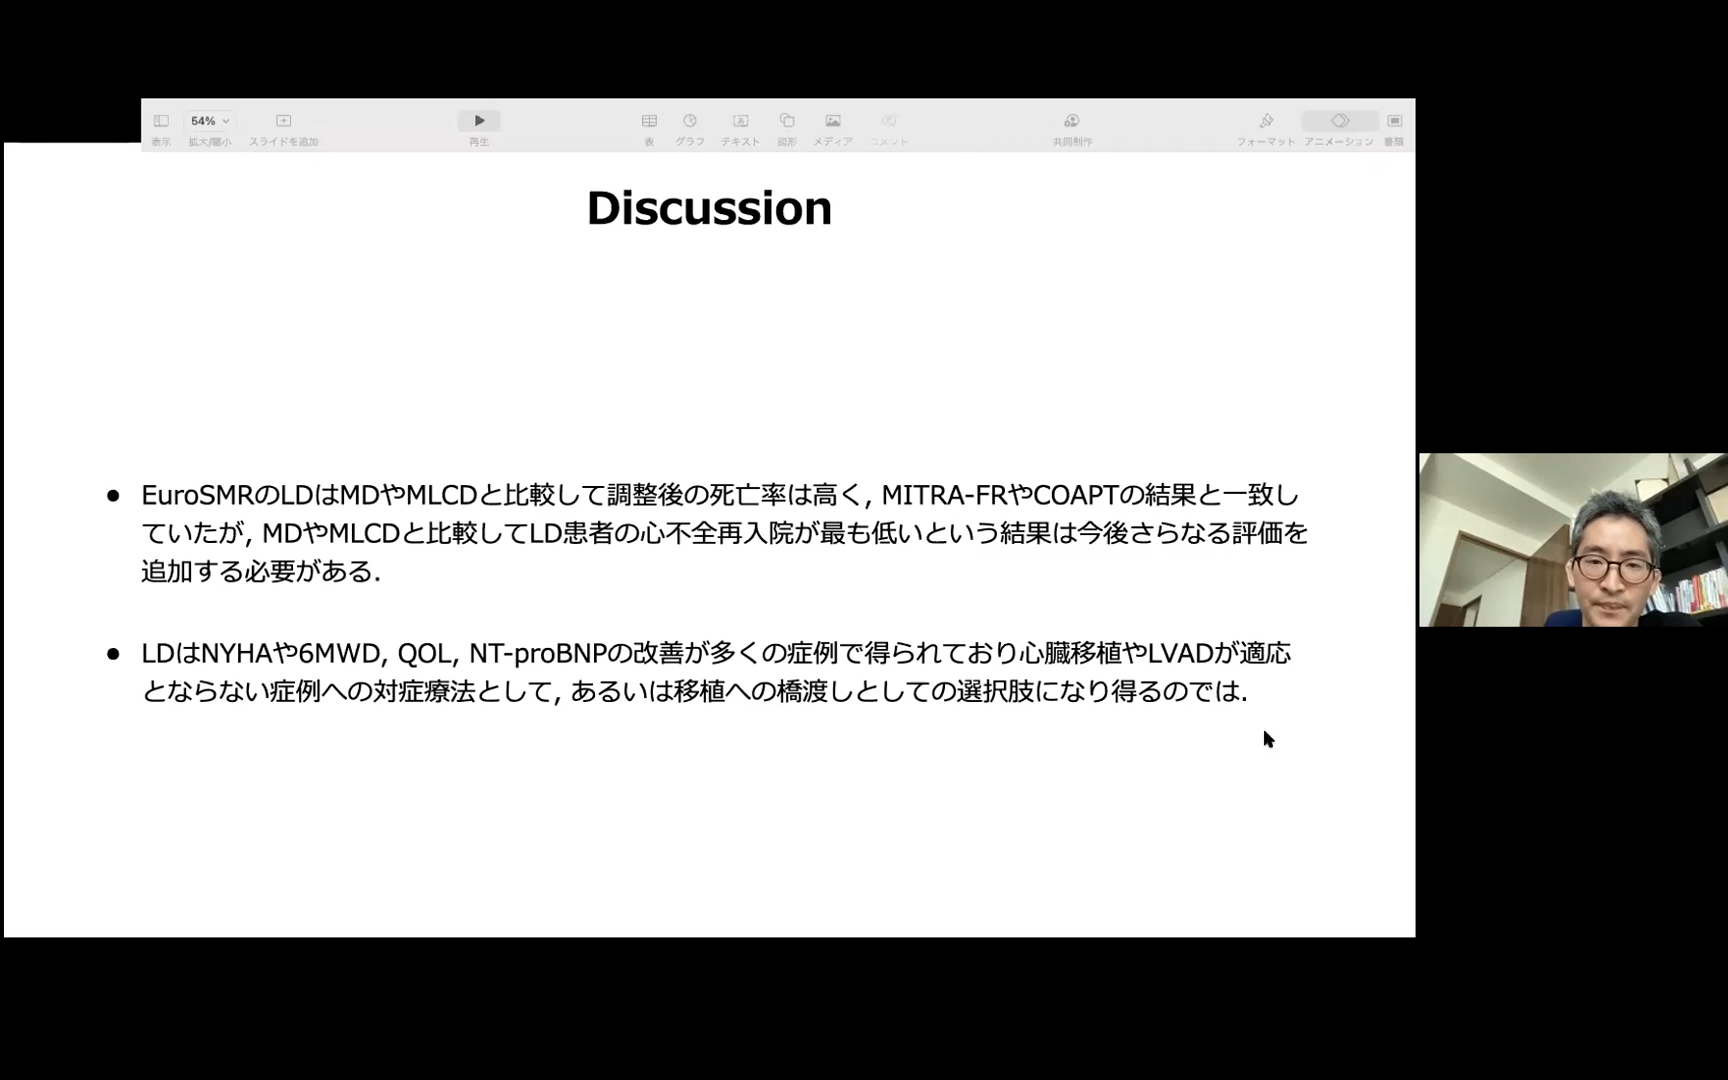 54%
表示
拡大/縮小
スライドを追加
再生
表
グラフ
テキスト
図形
メディア
コメント
共同制作
フォーマット
アニメーション
書類
Discussion
● EuroSMRのLDはMDやMLCDと比較して調整後の死亡率は高く, MITRA-FRやCOAPTの結果と一致し
ていたが, MDやMLCDと比較してLD患者の心不全再入院が最も低いという結果は今後さらなる評価を
追加する必要がある.
● LDはNYHAや6MWD, QOL, NT-proBNPの改善が多くの症例で得られており心臓移植やLVADが適応
とならない症例への対症療法として, あるいは移植への橋渡しとしての選択肢になり得るのでは.